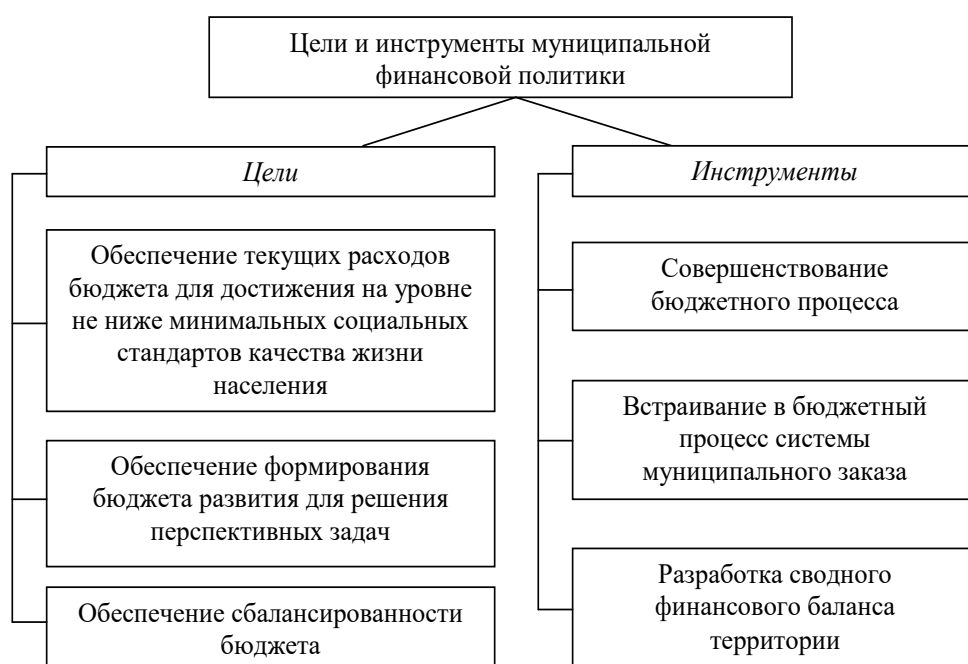 Цели и инструменты муниципальной
финансовой политики
Цели
Обеспечение текущих расходов
бюджета для достижения на уровне
не ниже минимальных социальных
стандартов качества жизни
населения
Обеспечение формирования
бюджета развития для решения
перспективных задач
Обеспечение сбалансированности
бюджета
Инструменты
Совершенствование
бюджетного процесса
Встраивание в бюджетный
процесс системы
муниципального заказа
Разработка сводного
финансового баланса
территории